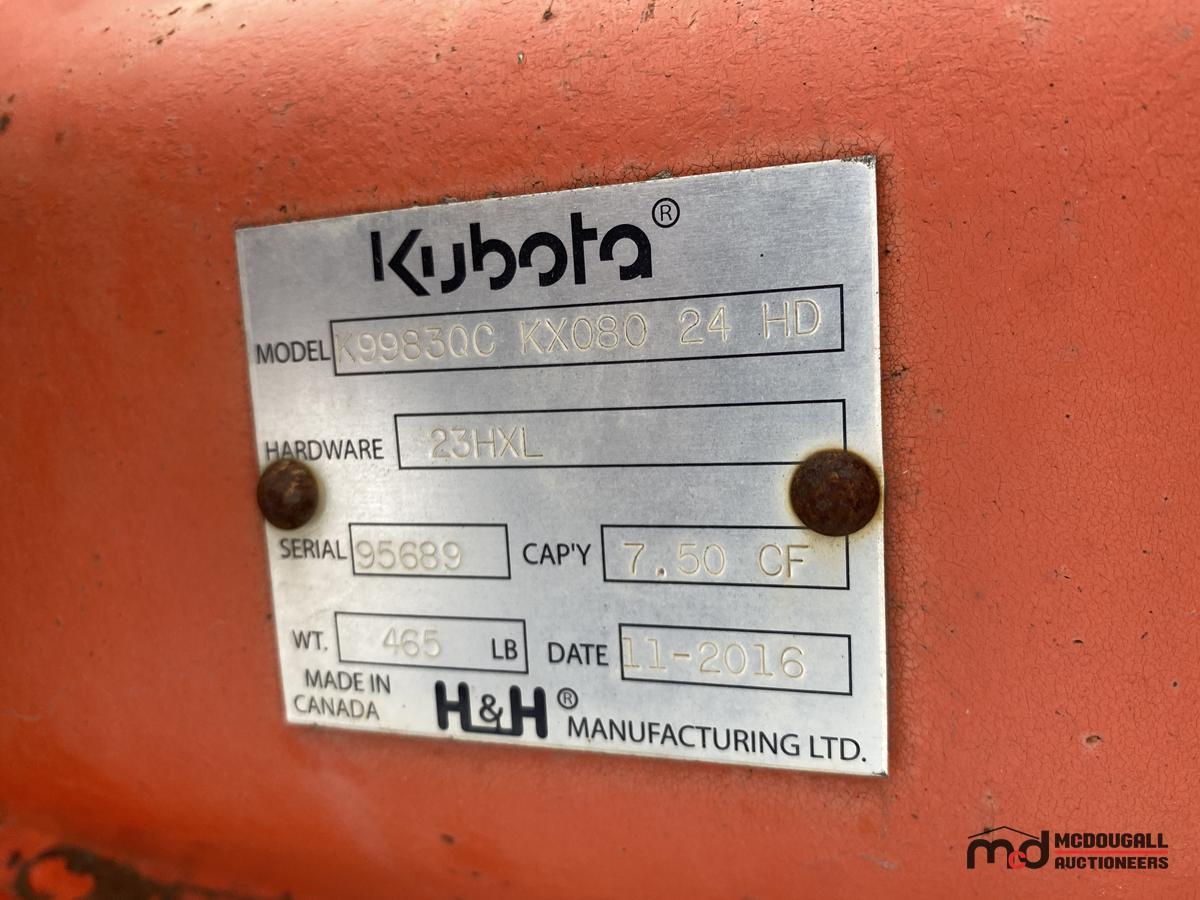 Kubota®
MODEL K9983QC KX080 24 HD
HARDWARE 23HXL
SERIAL 95689 CAP'Y 7.50 CF
WT. 465 LB DATE 11-2016
MADE IN
CANADA
H&H® MANUFACTURING LTD.
mcd MCDOUGALL
AUCTIONEERS